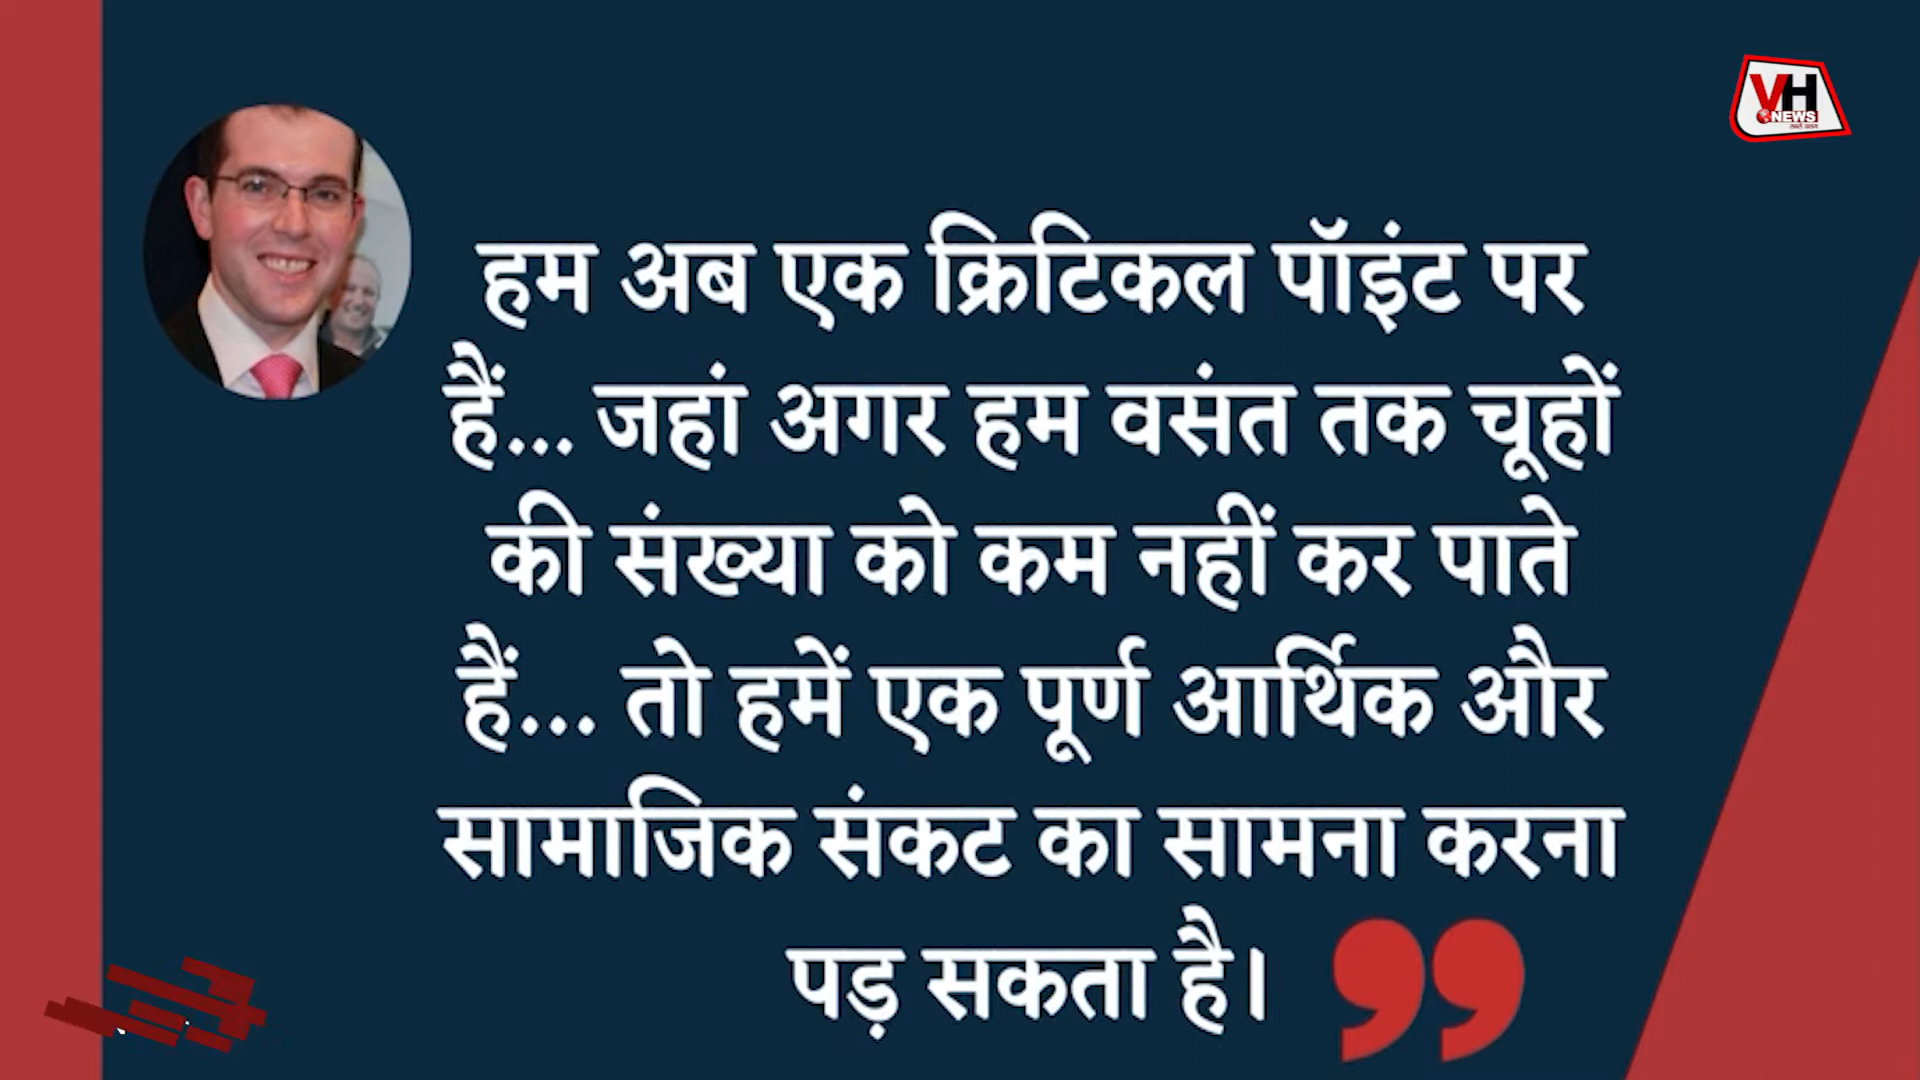 VH
NEWS
हम अब एक क्रिटिकल पॉइंट पर
हैं... जहां अगर हम वसंत तक चूहों
की संख्या को कम नहीं कर पाते
हैं... तो हमें एक पूर्ण आर्थिक और
सामाजिक संकट का सामना करना
पड़ सकता है।